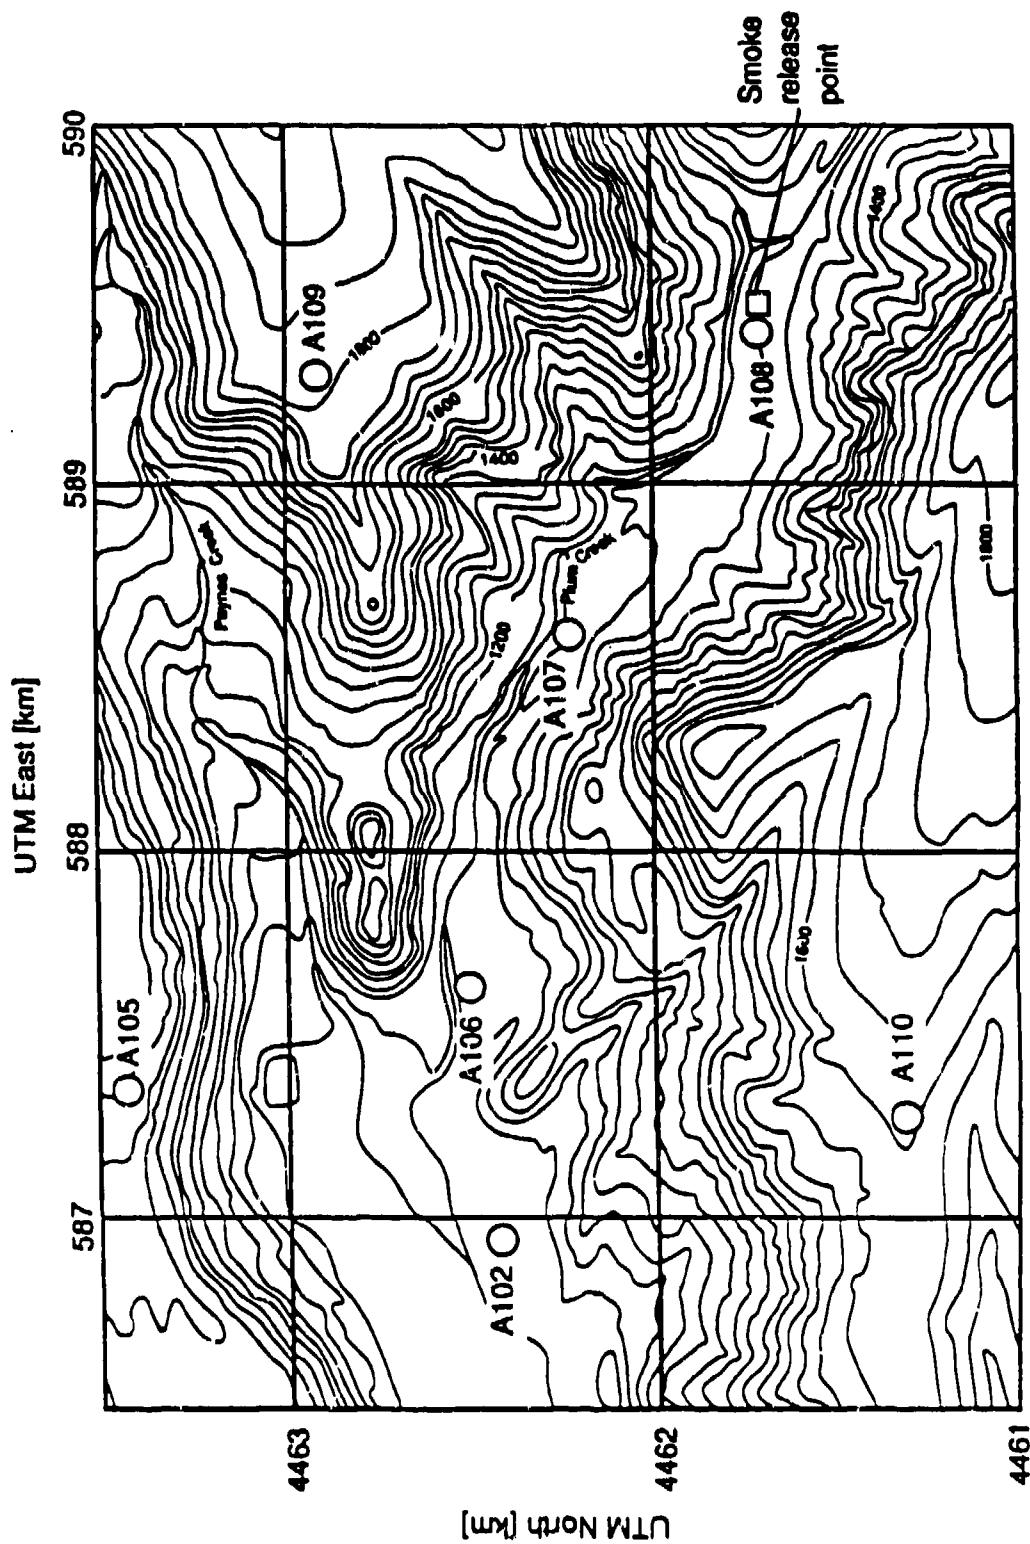 UTM East [km]
587
588
589
590
UTM North [km]
4463
4462
4461
A105
Paynes Creek
A109
1800
1600
1400
A106
1200
A102
A107
Plum Creek
A108
Smoke
release
point
1400
1600
A110
1800